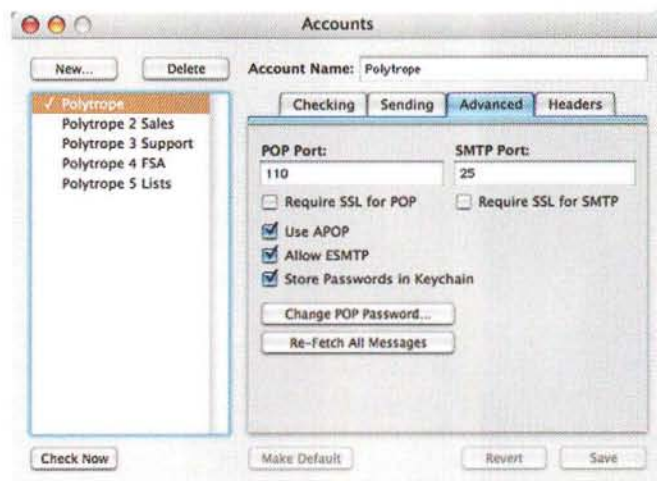 Accounts
New... Delete Account Name: Polytrope
✓ Polytrope
Polytrope 2 Sales
Polytrope 3 Support
Polytrope 4 FSA
Polytrope 5 Lists
Checking Sending Advanced Headers
POP Port: SMTP Port:
110 25
Require SSL for POP Require SSL for SMTP
Use APOP
Allow ESMTP
Store Passwords in Keychain
Change POP Password...
Re-Fetch All Messages
Check Now Make Default Revert Save